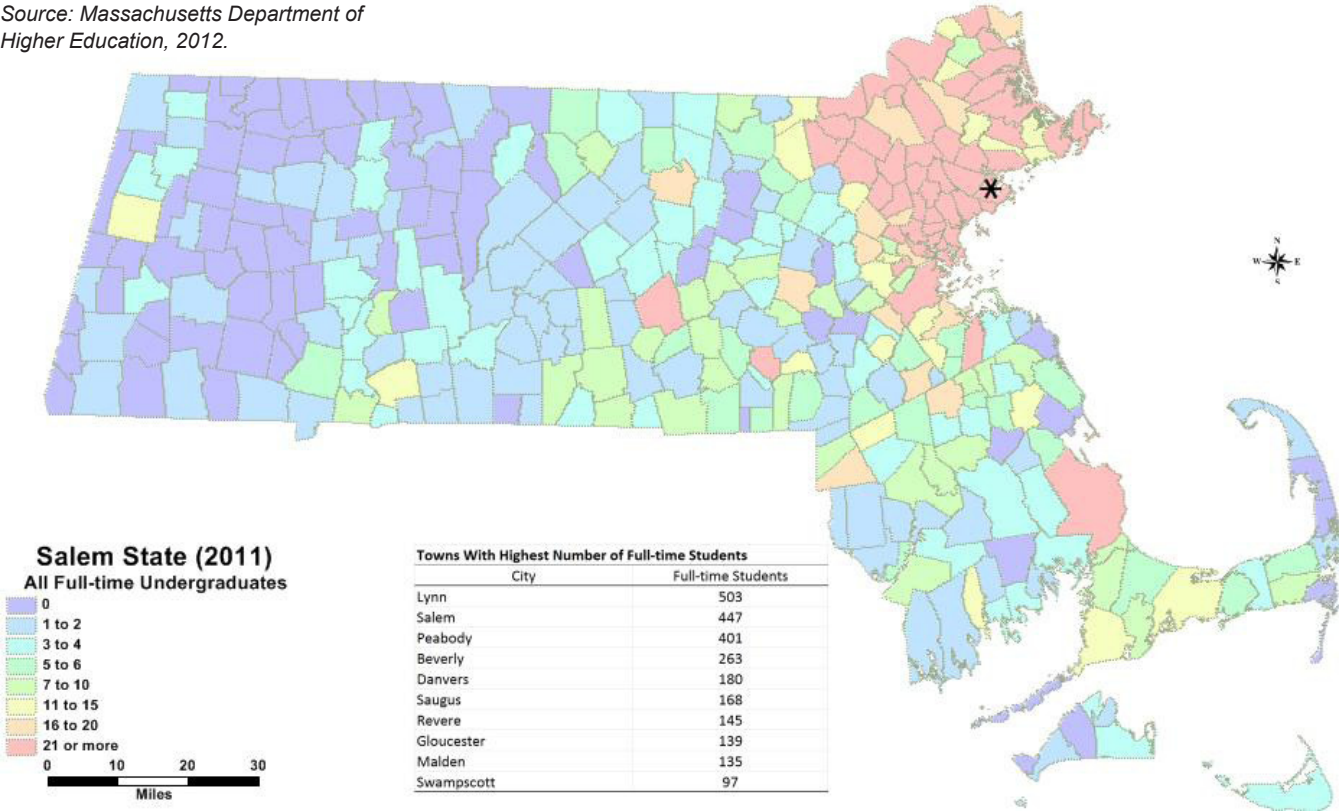 Source: Massachusetts Department of
Higher Education, 2012.
N
W E
S
Salem State (2011)
All Full-time Undergraduates
0
1 to 2
3 to 4
5 to 6
7 to 10
11 to 15
16 to 20
21 or more
0 10 20 30
Miles
Towns With Highest Number of Full-time Students
City Full-time Students
Lynn 503
Salem 447
Peabody 401
Beverly 263
Danvers 180
Saugus 168
Revere 145
Gloucester 139
Malden 135
Swampscott 97